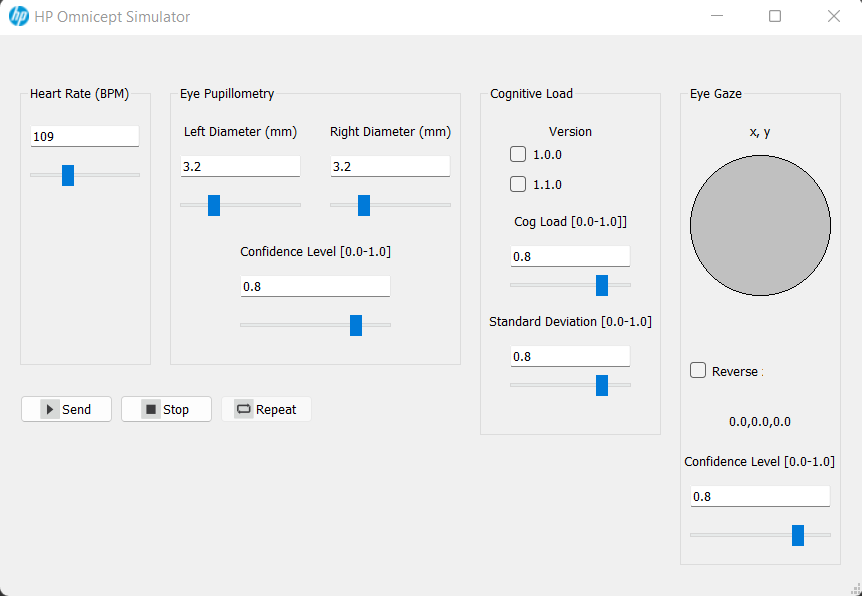 hp HP Omnicept Simulator
Heart Rate (BPM)
109
Eye Pupillometry
Left Diameter (mm)
3.2
Right Diameter (mm)
3.2
Confidence Level [0.0-1.0]
0.8
Cognitive Load
Version
1.0.0
1.1.0
Cog Load [0.0-1.0]]
0.8
Standard Deviation [0.0-1.0]
0.8
Eye Gaze
x, y
Reverse :
0.0,0.0,0.0
Confidence Level [0.0-1.0]
0.8
Send
Stop
Repeat